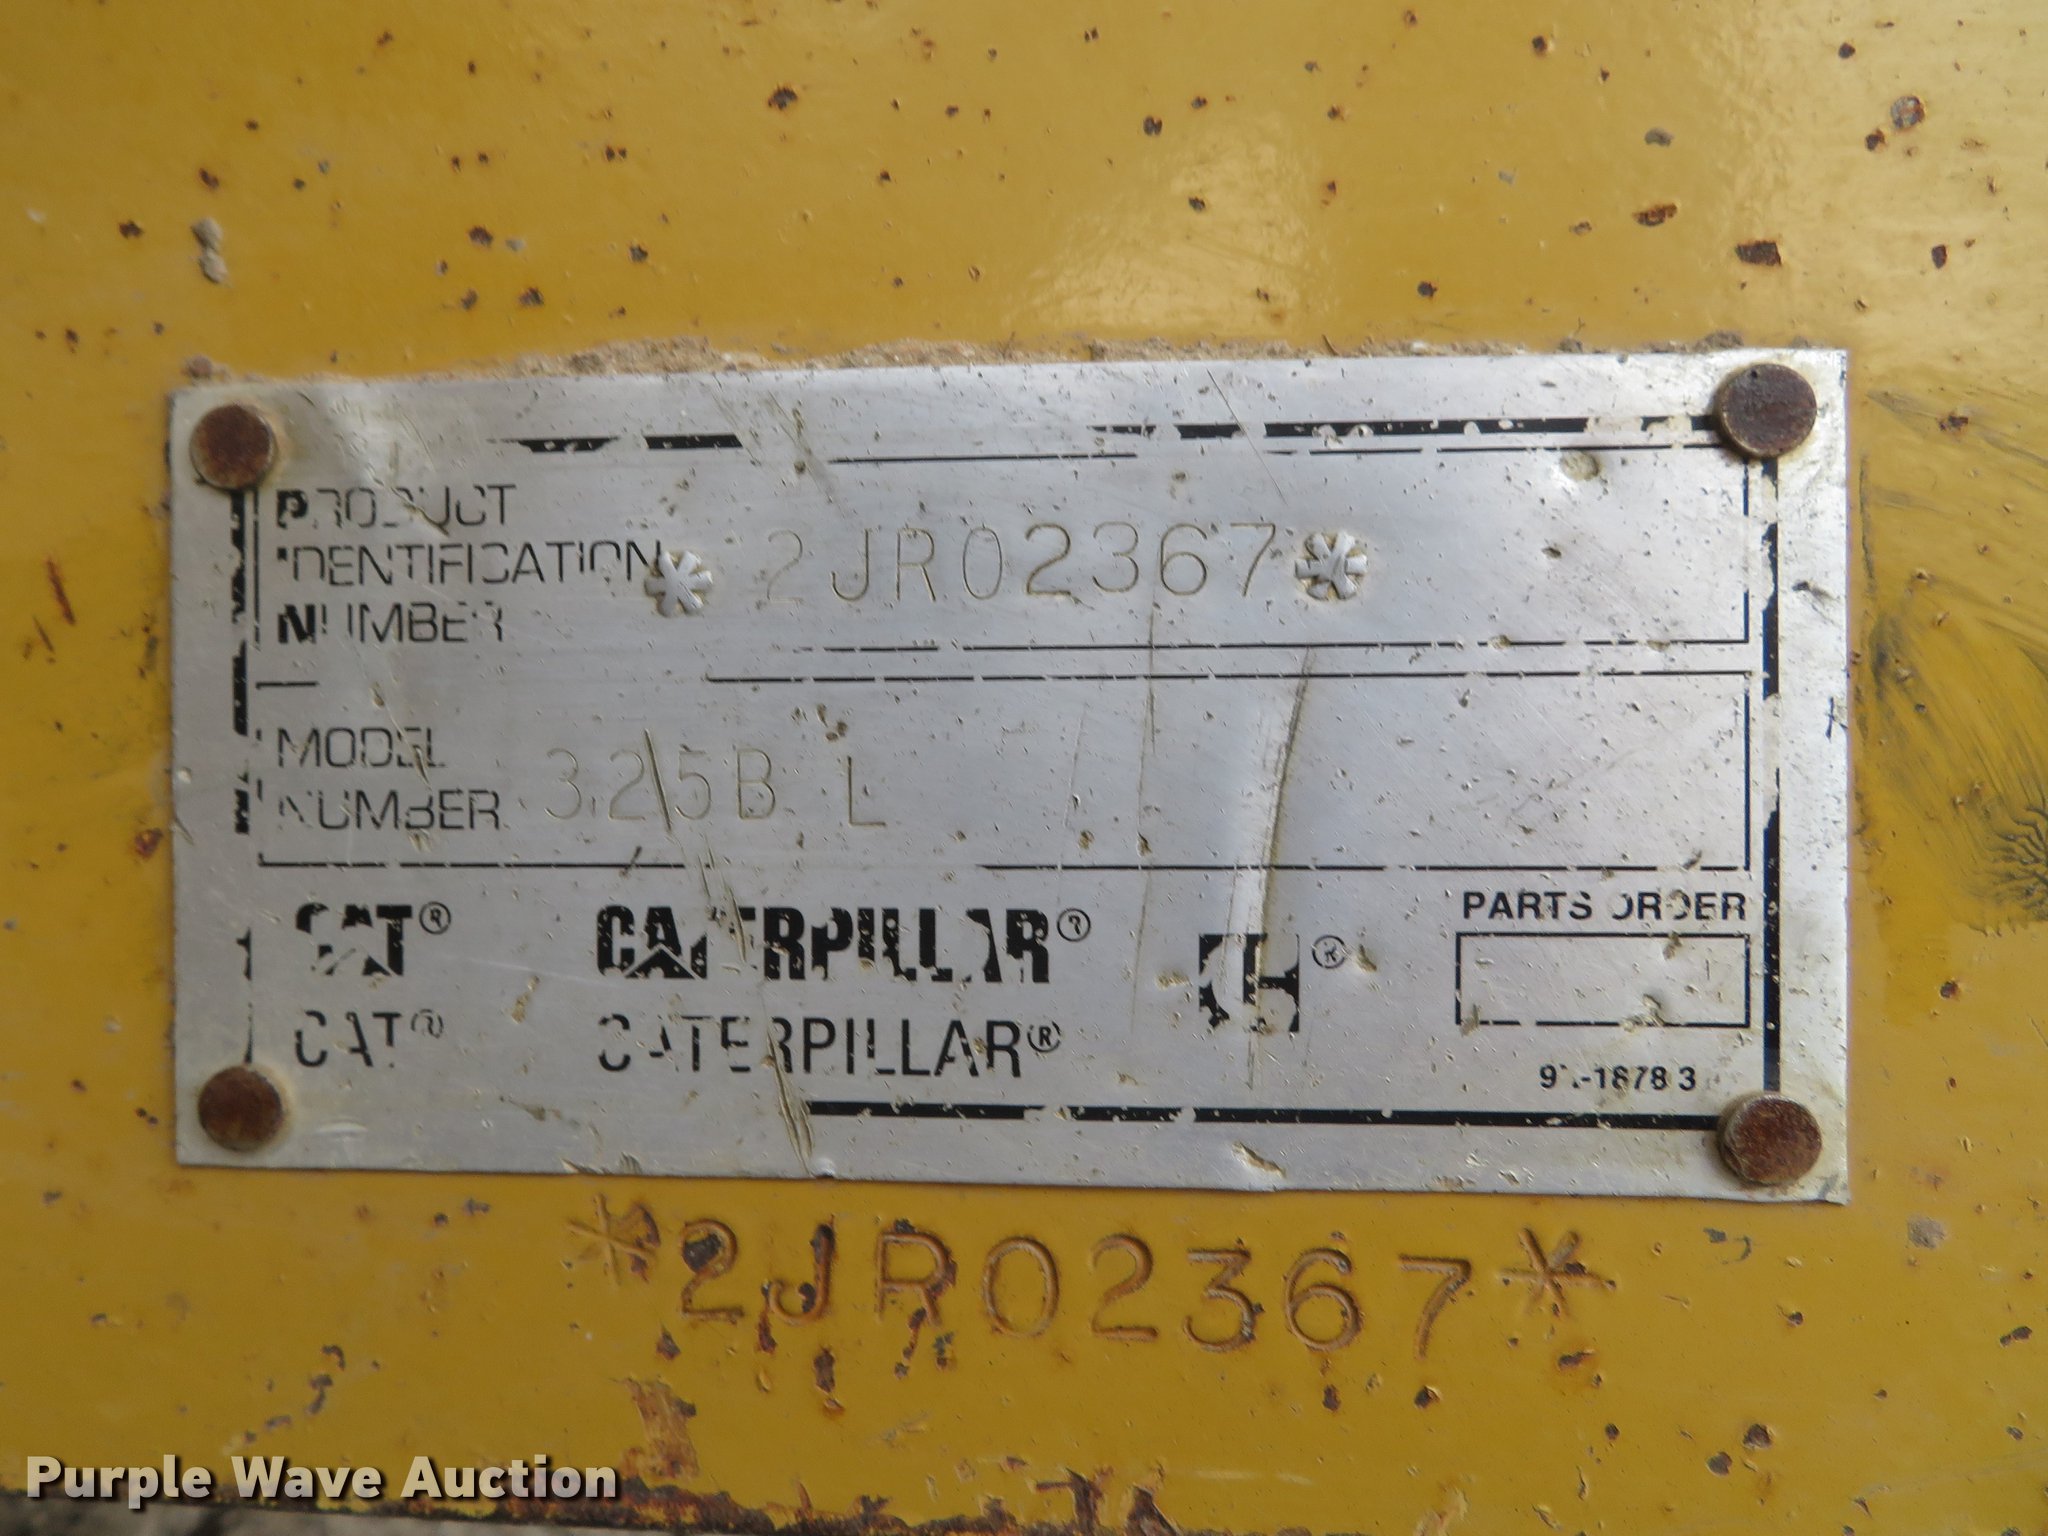 PRODUCT
IDENTIFICATION
NUMBER
*2JR02367*
MODEL
NUMBER
325B L
CAT® CATERPILLAR® ®
CAT® CATERPILLAR®
PARTS ORDER
*2JR02367*
Purple Wave Auction